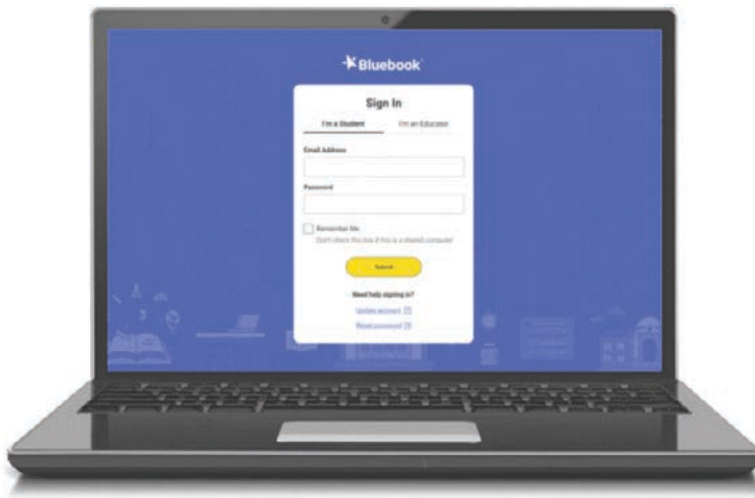 Bluebook
Sign In
I'm a Student I'm an Educator
Email Address
Password
Remember Me
Don't check this box if this is a shared computer
Submit
Need help signing in?
Update account
Reset password